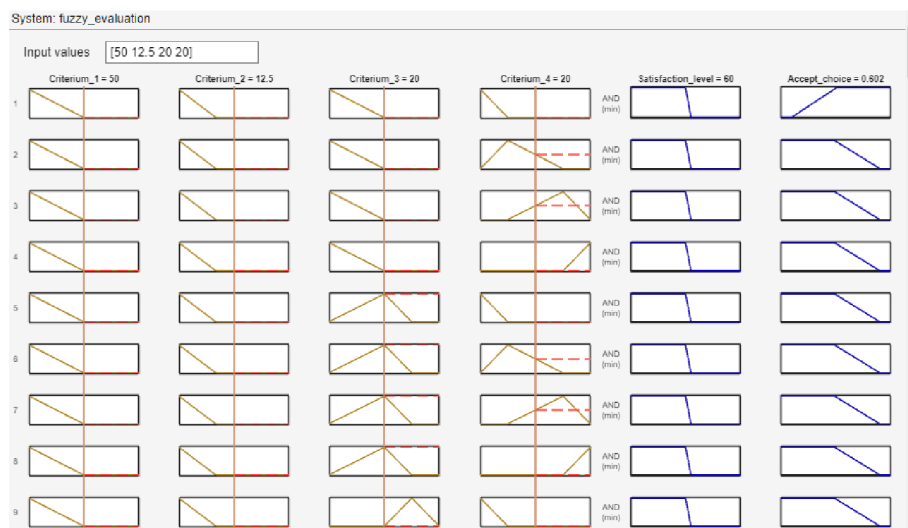 System: fuzzy_evaluation
Input values [50 12.5 20 20]
Criterium_1 = 50 Criterium_2 = 12.5 Criterium_3 = 20 Criterium_4 = 20 Satisfaction_level = 60 Accept_choice = 0.602
1 AND
(min)
2 AND
(min)
3 AND
(min)
4 AND
(min)
5 AND
(min)
6 AND
(min)
7 AND
(min)
8 AND
(min)
9 AND
(min)